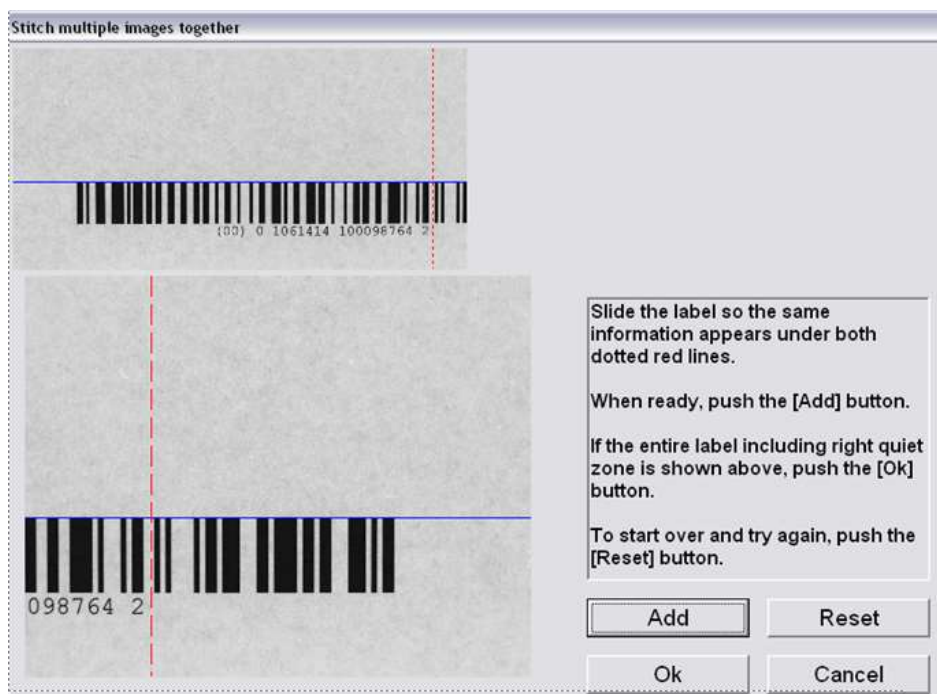 Stitch multiple images together
(00) 0 1061414 100098764 2
098764 2
Slide the label so the same
information appears under both
dotted red lines.
When ready, push the [Add] button.
If the entire label including right quiet
zone is shown above, push the [Ok]
button.
To start over and try again, push the
[Reset] button.
Add
Reset
Ok
Cancel